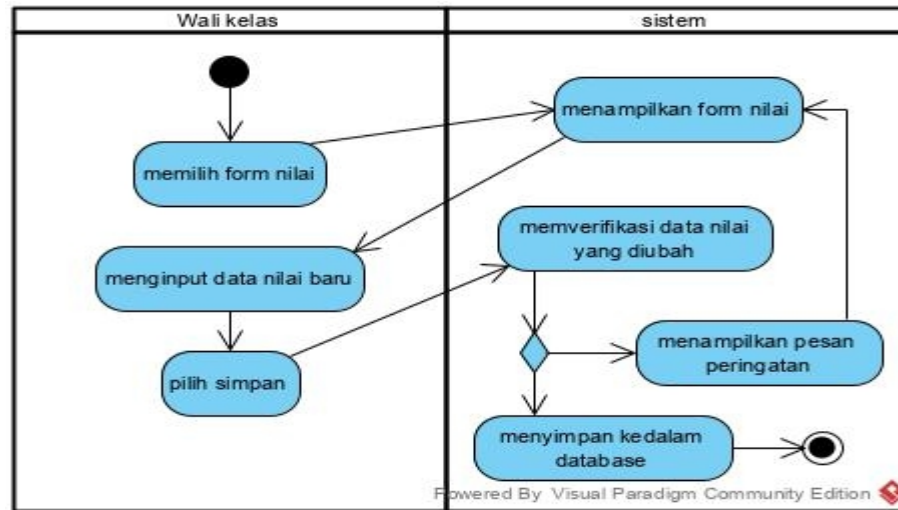 Wali kelas
sistem
menampilkan form nilai
memilih form nilai
memverifikasi data nilai
yang diubah
menginput data nilai baru
menampilkan pesan
peringatan
pilih simpan
menyimpan kedalam
database
Powered By Visual Paradigm Community Edition